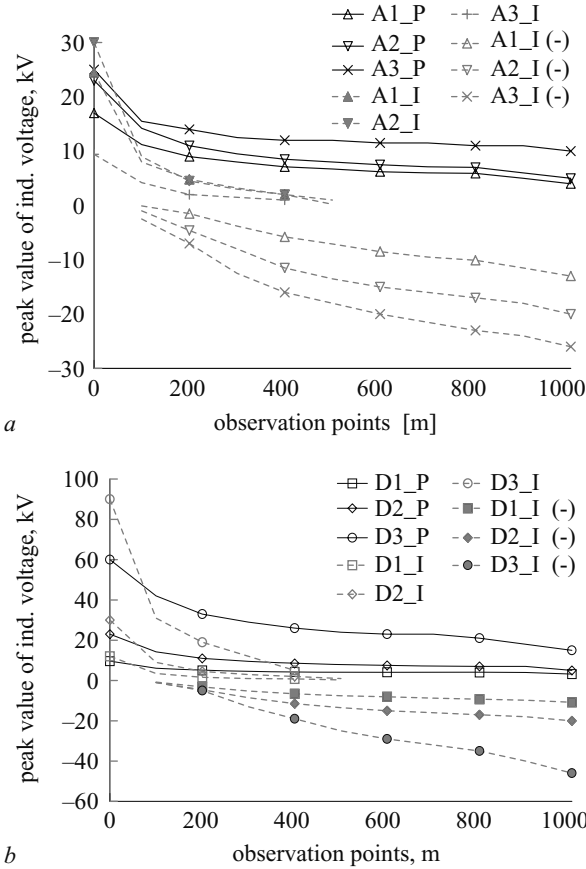 A1_P
A3_I
A2_P
A1_I (-)
A3_P
A2_I (-)
A1_I
A3_I (-)
A2_I
peak value of ind. voltage, kV
30
20
10
0
–10
–20
–30
0
200
400
600
800
1000
observation points [m]
a
D1_P
D3_I
D2_P
D1_I (-)
D3_P
D2_I (-)
D1_I
D3_I (-)
D2_I
peak value of ind. voltage, kV
100
80
60
40
20
0
–20
–40
–60
0
200
400
600
800
1000
observation points, m
b